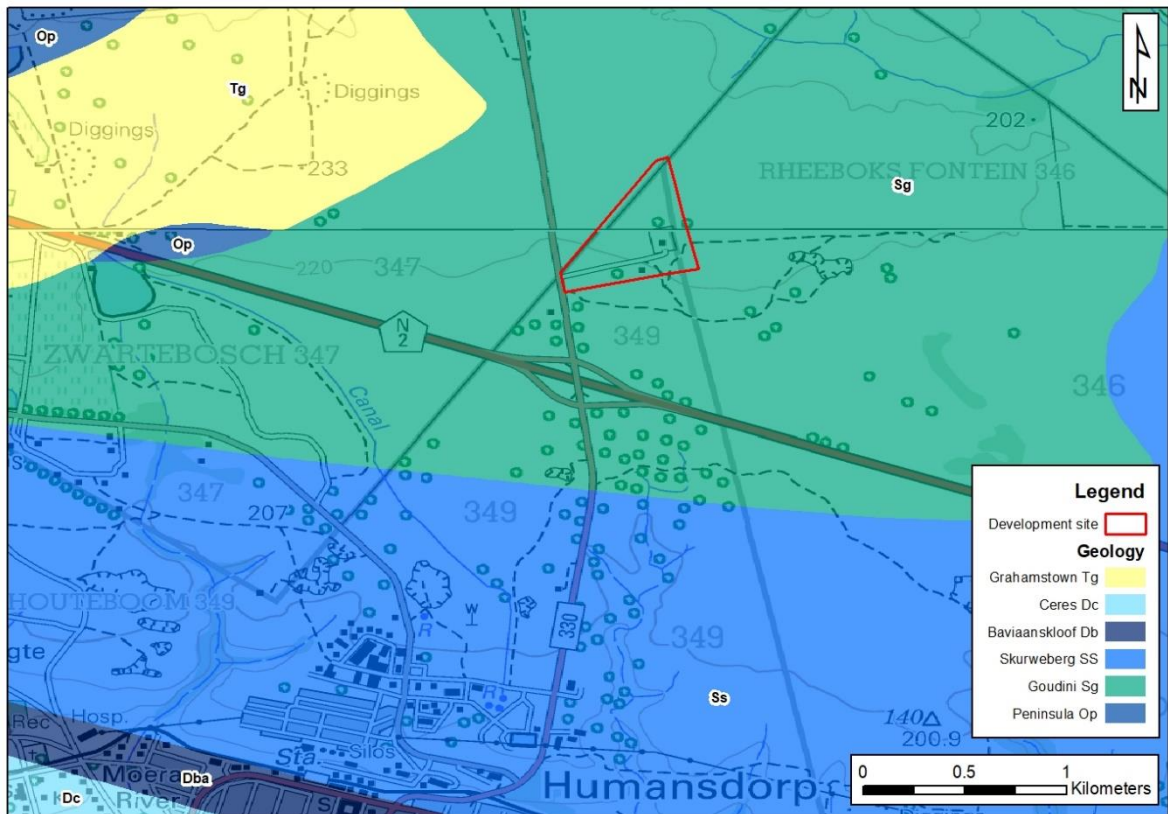 Op
Tg
Diggings
Diggings
233
N
202
RHEEBOKS FONTEIN 346
Sg
Op
220
347
N
2
349
ZWARTEBOSCH 347
Canal
346
347
207
349
HOUTEBOOM 349
R
W
330
349
gte
Ss
Rec
Hosp.
R
140
200.9
Sta.
Silos
Moera
Dba
Humansdorp
Dc
River
S
Legend
Development site
Geology
Grahamstown Tg
Ceres Dc
Baviaanskloof Db
Skurweberg SS
Goudini Sg
Peninsula Op
0 0.5 1
Kilometers